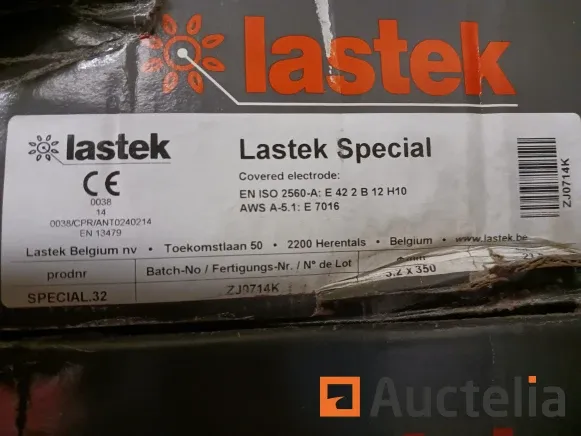 lastek
lastek
Lastek Special
CE
Covered electrode:
0038
14
EN ISO 2560-A: E 42 2 B 12 H10
0038/CPR/ANT0240214
AWS A-5.1: E 7016
EN 13479
ZJ0714K
Lastek Belgium nv • Toekomstlaan 50 • 2200 Herentals • Belgium • www.lastek.be
prodnr
Batch-No / Fertigungs-Nr. / N° de Lot
SPECIAL.32
ZJ0714K
3.2 x 350
Auctelia